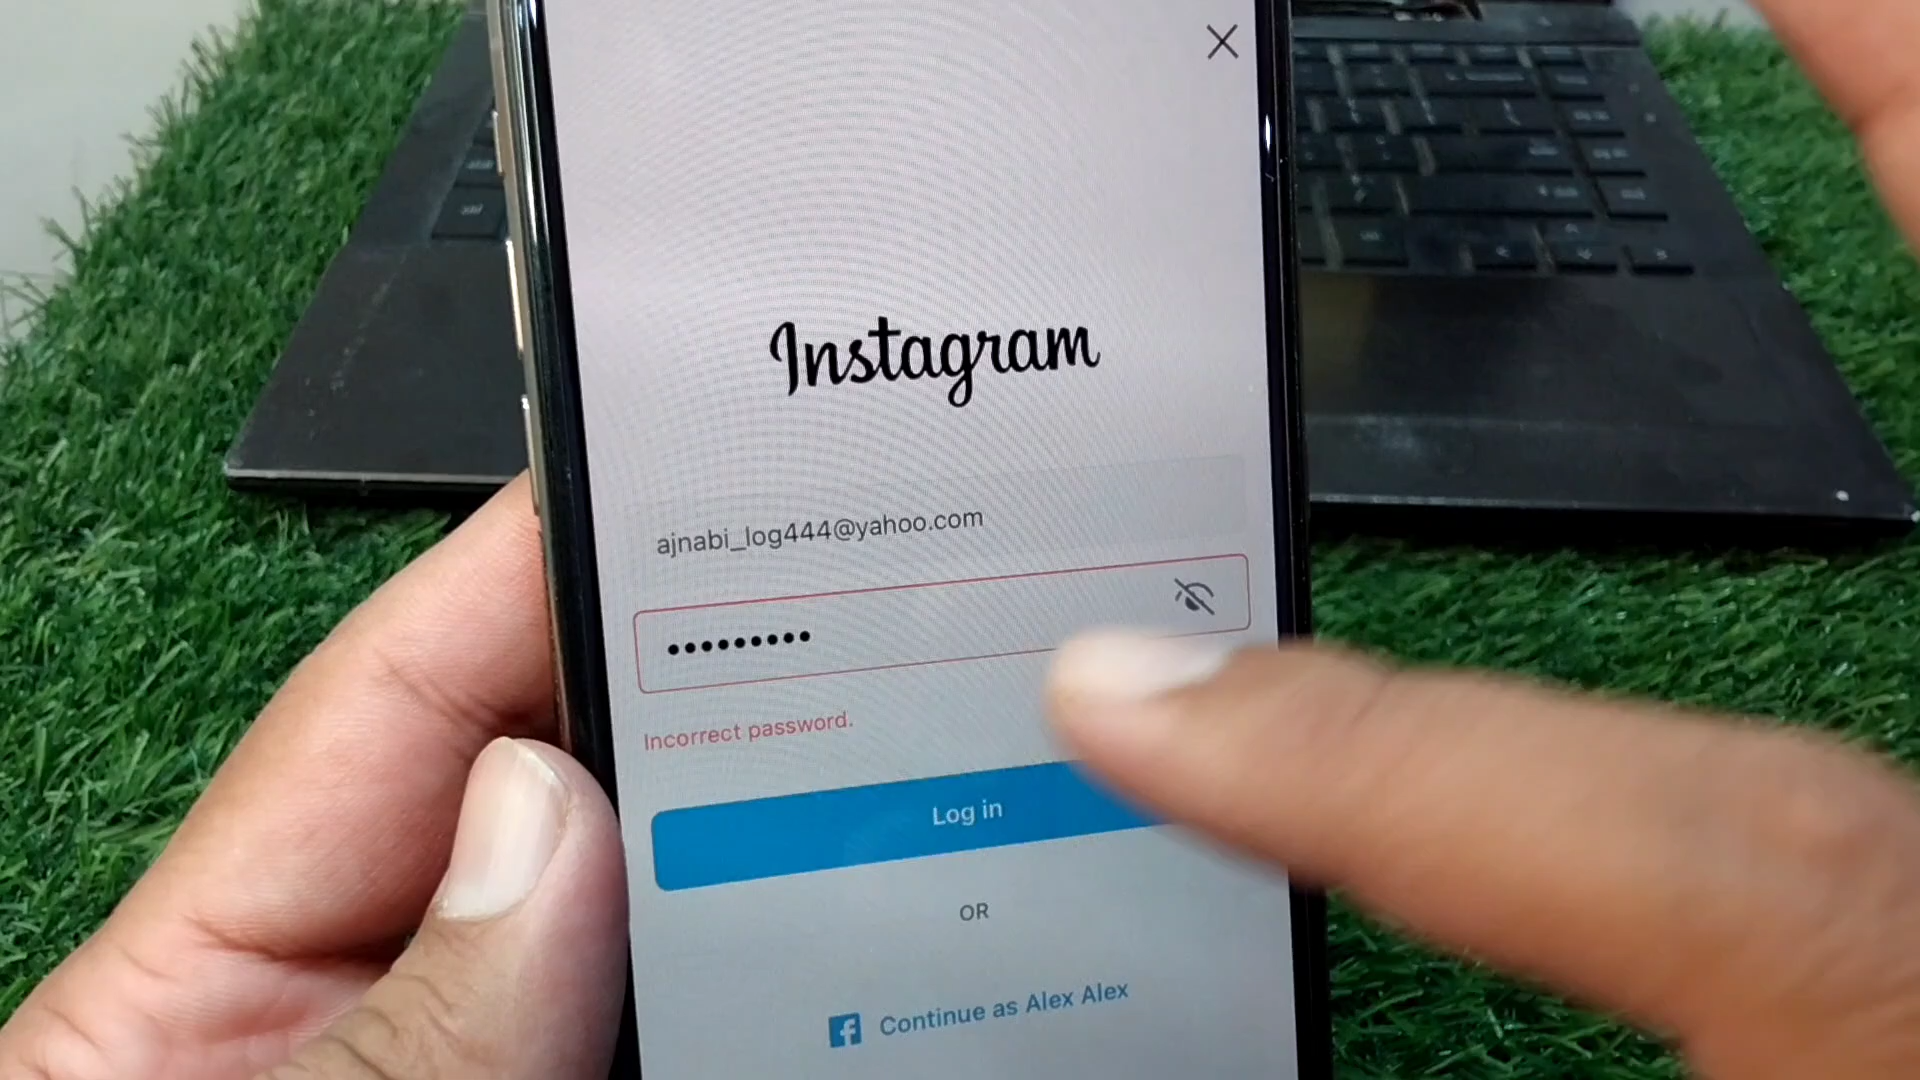 Instagram
ajnabi_log444@yahoo.com
Incorrect password.
Log in
OR
Continue as Alex Alex